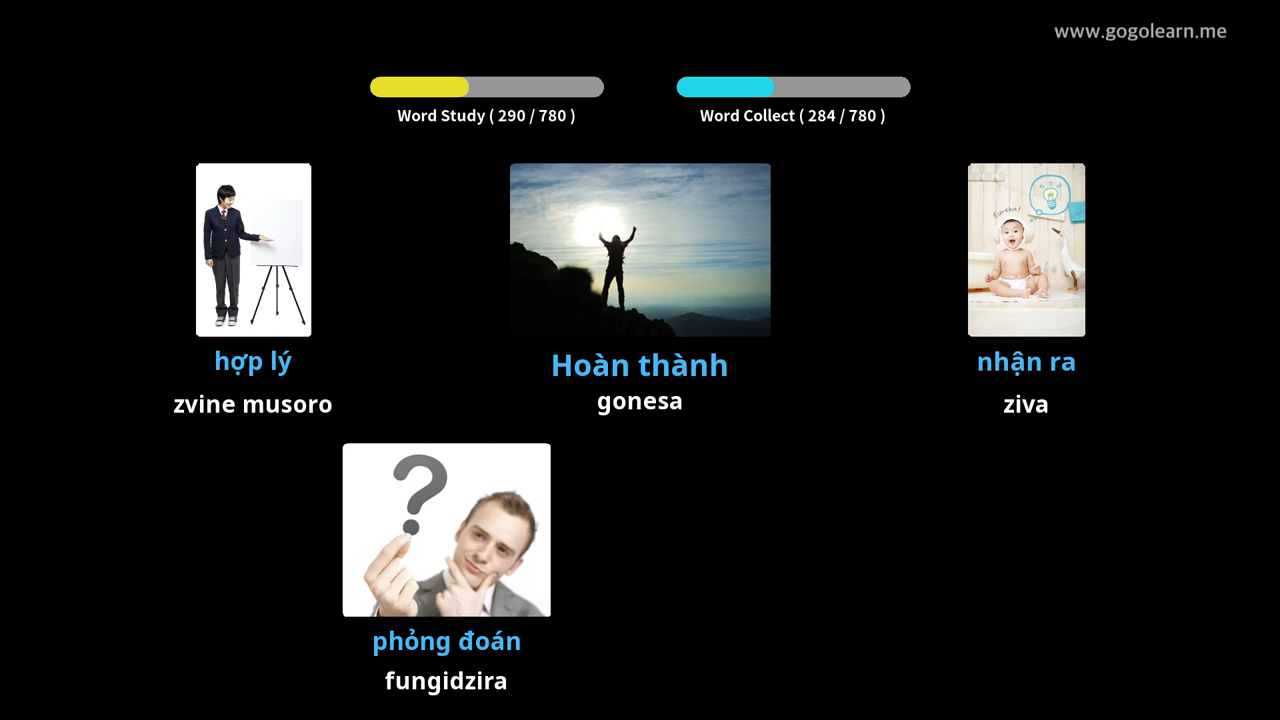 www.gogolearn.me
Word Study ( 290 / 780 )
Word Collect ( 284 / 780 )
Eureka!
hợp lý
Hoàn thành
nhận ra
zvine musoro
gonesa
ziva
phỏng đoán
fungidzira